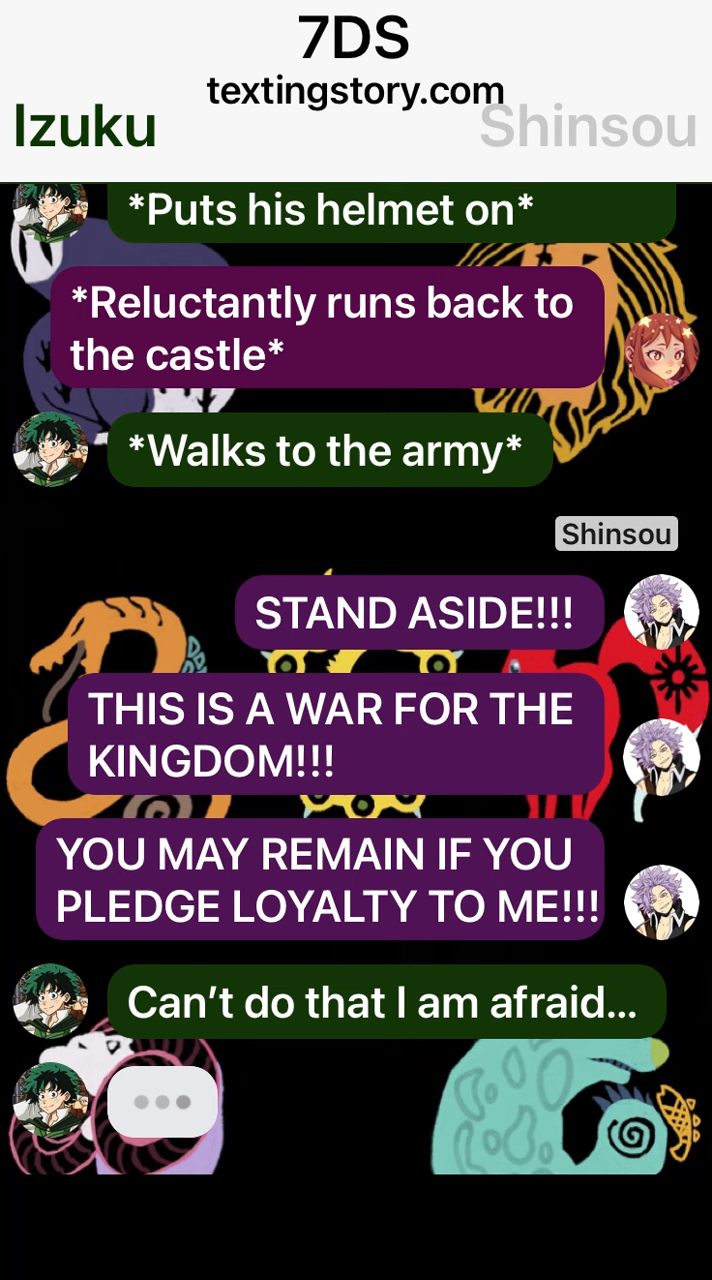 7DS
textingstory.com
Izuku
Shinsou
*Puts his helmet on*
*Reluctantly runs back to
the castle*
*Walks to the army*
Shinsou
STAND ASIDE!!!
THIS IS A WAR FOR THE
KINGDOM!!!
YOU MAY REMAIN IF YOU
PLEDGE LOYALTY TO ME!!!
Can’t do that I am afraid...